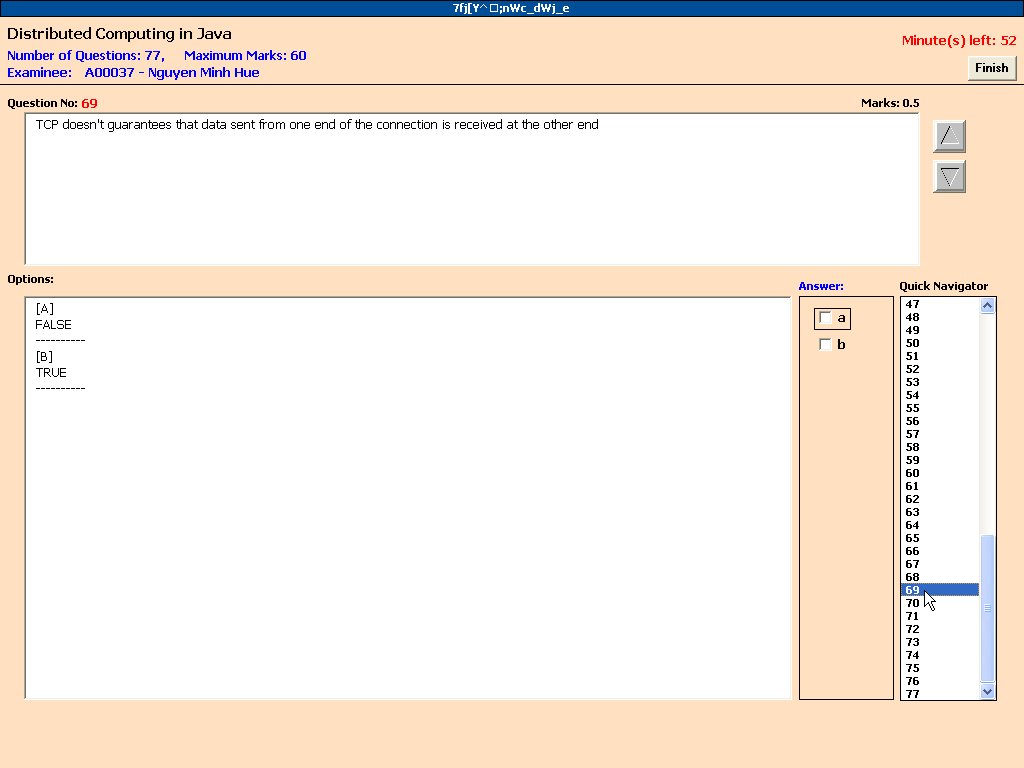 7fj[Y^ □;nWc_dWj_e
Distributed Computing in Java
Number of Questions: 77, Maximum Marks: 60
Examinee: A00037 - Nguyen Minh Hue
Minute(s) left: 52
Finish
Question No: 69
Marks: 0.5
TCP doesn't guarantees that data sent from one end of the connection is received at the other end
Options:
[A]
FALSE
----------
[B]
TRUE
----------
Answer:
a
b
Quick Navigator
47
48
49
50
51
52
53
54
55
56
57
58
59
60
61
62
63
64
65
66
67
68
69
70
71
72
73
74
75
76
77